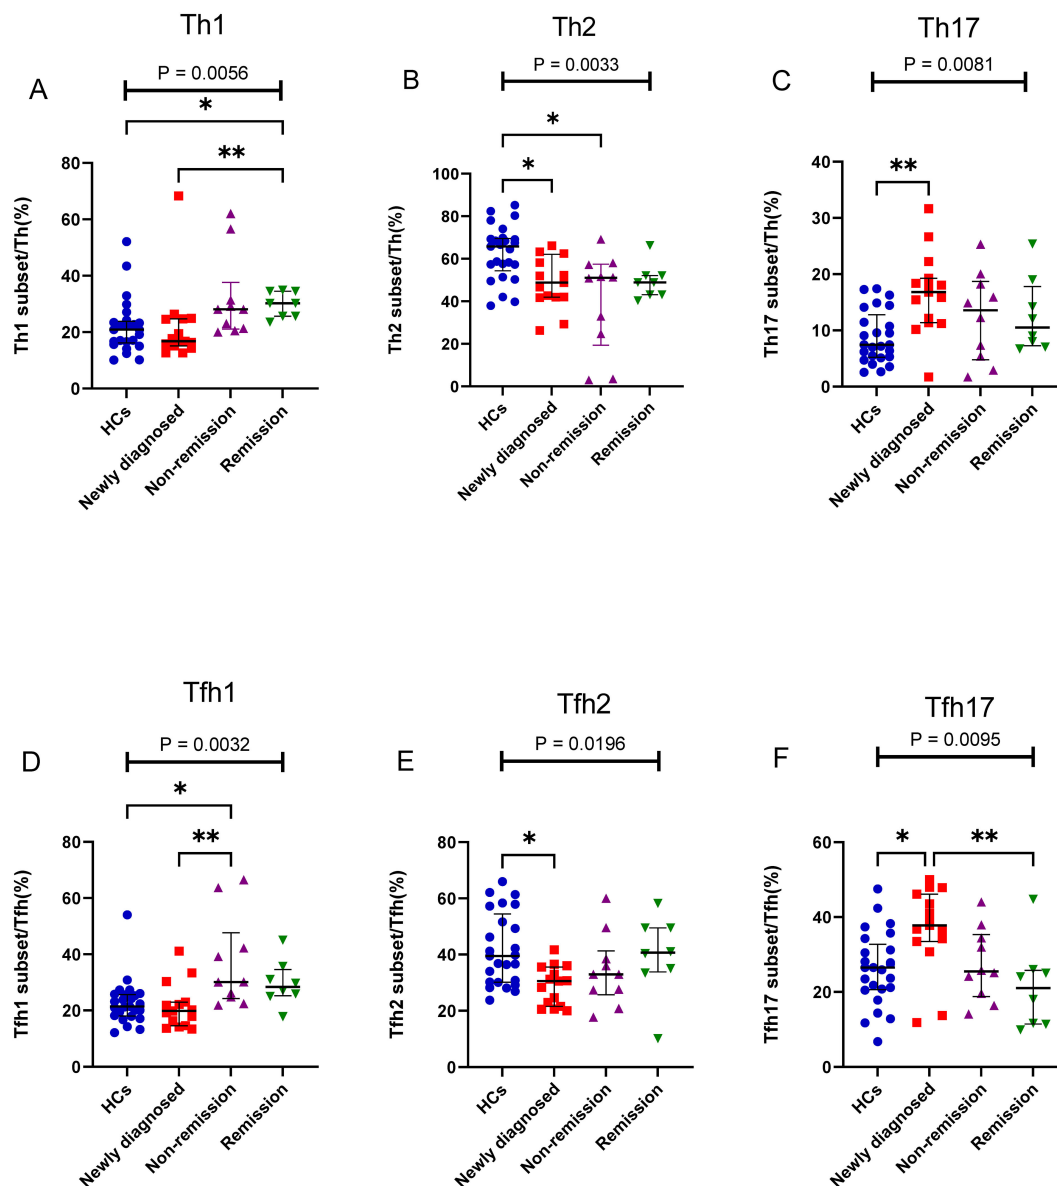 Th1
Th2
Th17
A
P = 0.0056
B
P = 0.0033
C
P = 0.0081
*
**
*
*
**
Th1 subset/Th(%)
80
60
40
20
0
HCs
Newly diagnosed
Non-remission
Remission
Th2 subset/Th(%)
100
80
60
40
20
0
HCs
Newly diagnosed
Non-remission
Remission
Th17 subset/Th(%)
40
30
20
10
0
HCs
Newly diagnosed
Non-remission
Remission
Tfh1
Tfh2
Tfh17
D
P = 0.0032
E
P = 0.0196
F
P = 0.0095
*
**
*
*
**
Tfh1 subset/Tfh(%)
80
60
40
20
0
HCs
Newly diagnosed
Non-remission
Remission
Tfh2 subset/Tfh(%)
80
60
40
20
0
HCs
Newly diagnosed
Non-remission
Remission
Tfh17 subset/Tfh(%)
60
40
20
0
HCs
Newly diagnosed
Non-remission
Remission